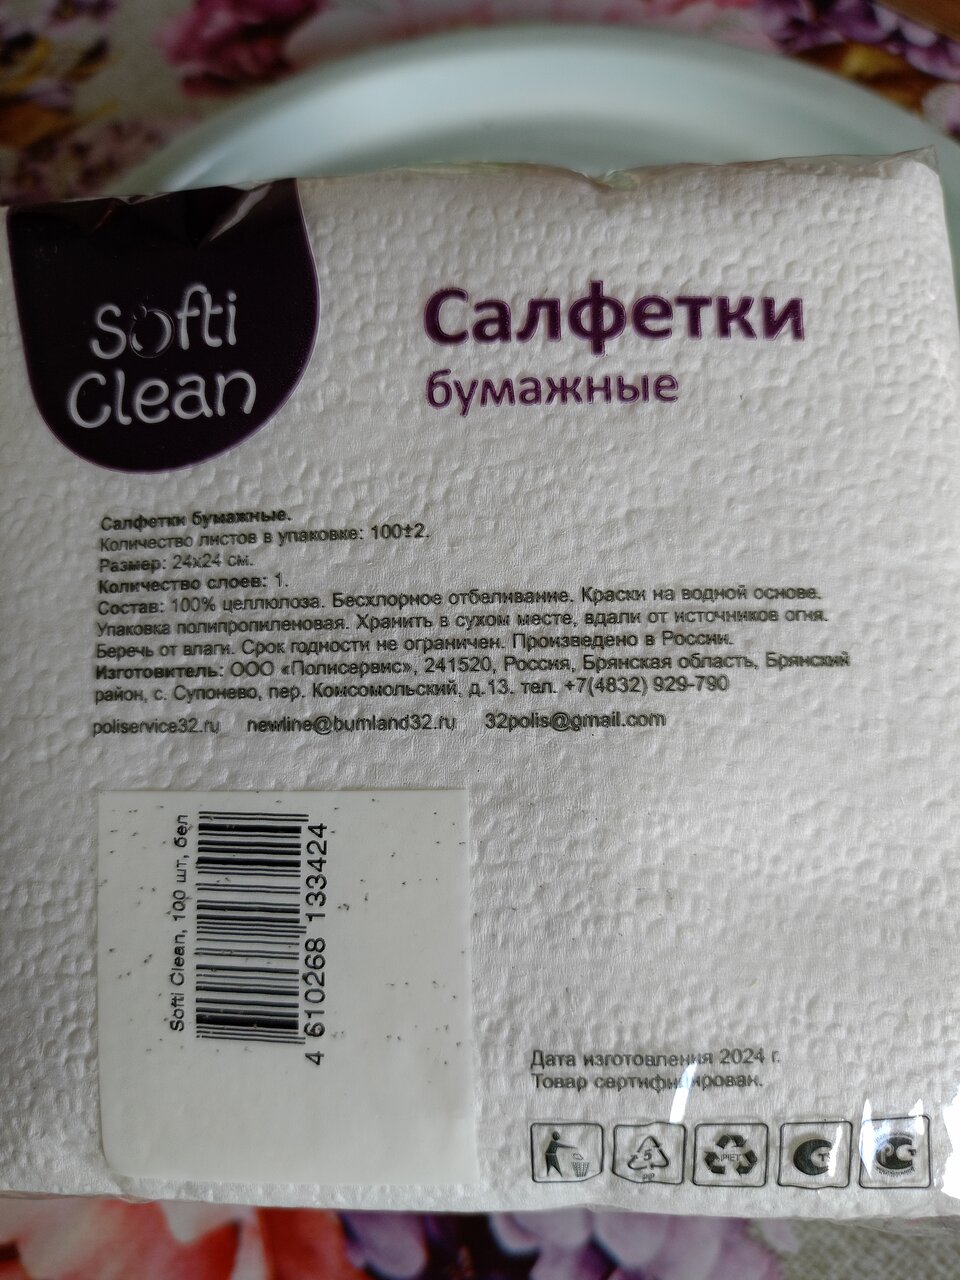 Softi
Clean
Салфетки
бумажные
Салфетки бумажные.
Количество листов в упаковке: 100±2.
Размер: 24х24 см.
Количество слоев: 1.
Состав: 100% целлюлоза. Бесхлорное отбеливание. Краски на водной основе.
Упаковка полипропиленовая. Хранить в сухом месте, вдали от источников огня.
Беречь от влаги. Срок годности не ограничен. Произведено в России.
Изготовитель: ООО «Полисервис», 241520, Россия, Брянская область, Брянский
район, с. Супонево, пер. Комсомольский, д.13. тел. +7(4832) 929-790
poliservice32.ru newline@bumland32.ru 32polis@gmail.com
Softi Clean, 100 шт, бел
4 610268 133424
Дата изготовления 2024 г.
Товар сертифицирован.
5
PP
PET